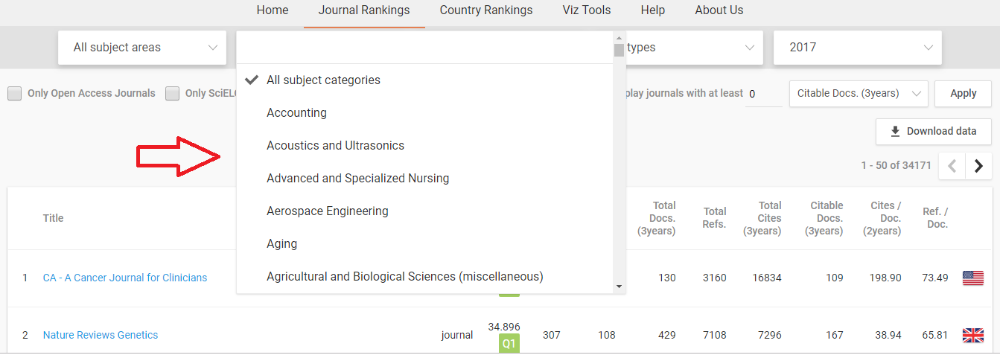 Home Journal Rankings Country Rankings Viz Tools Help About Us
All subject areas types 2017
All subject categories
Only Open Access Journals Only play journals with at least 0 Citable Docs. (3years) Apply
Accounting
Download data
Acoustics and Ultrasonics
1 - 50 of 34171
Advanced and Specialized Nursing
Aerospace Engineering
Aging
Agricultural and Biological Sciences (miscellaneous)
Title
Total Docs. (3years)
Total Refs.
Total Cites (3years)
Citable Docs. (3years)
Cites / Doc. (2years)
Ref. / Doc.
1 CA - A Cancer Journal for Clinicians 130 3160 16834 109 198.90 73.49
2 Nature Reviews Genetics journal 34.896 Q1 307 108 429 7108 7296 167 38.94 65.81